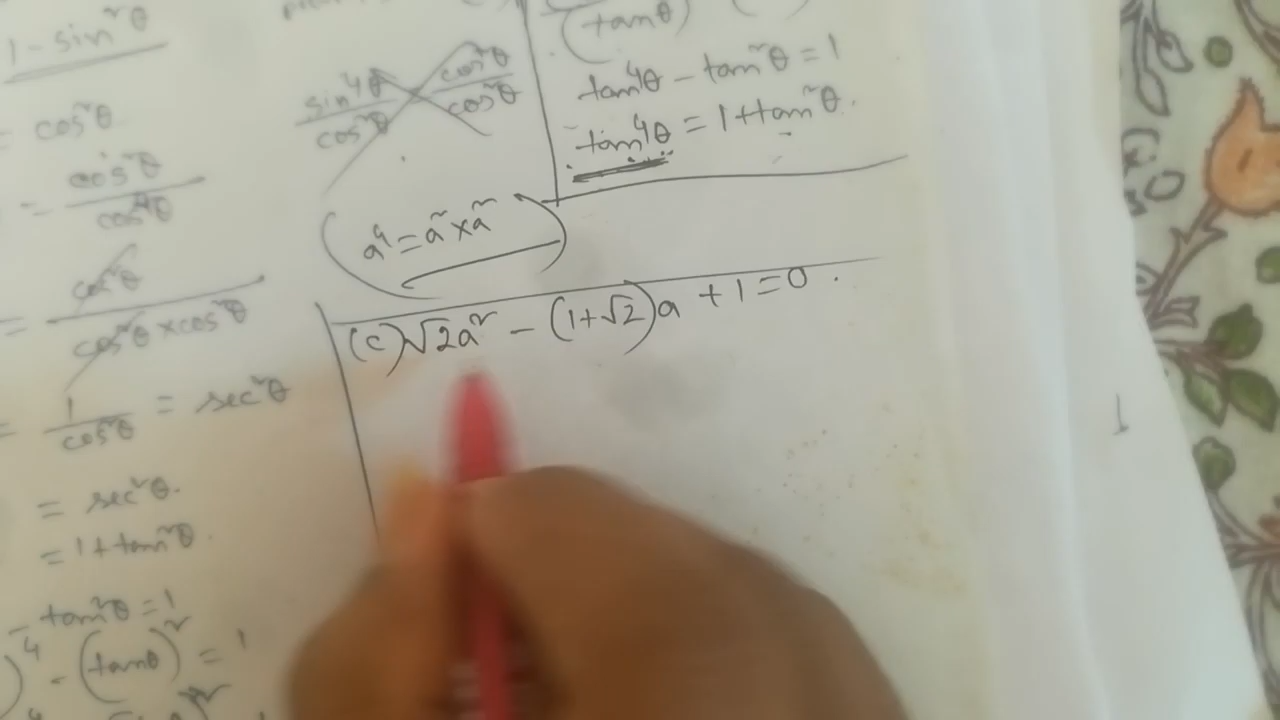 1 - sin²θ
= cos²θ
= cos²θ / cos⁴θ
= cos²θ / cos²θ × cos²θ
= 1 / cos²θ = sec²θ
= sec²θ.
= 1 + tan²θ.
- tan²θ = 1
)⁴ - (tanθ)² = 1
sin⁴θ / cos²θ cos²θ / cos²θ
(tanθ)
tan⁴θ - tan²θ = 1
tan⁴θ = 1 + tan²θ.
(a⁴ = a² × a²)
(c) √2a² - (1+√2)a + 1 = 0.